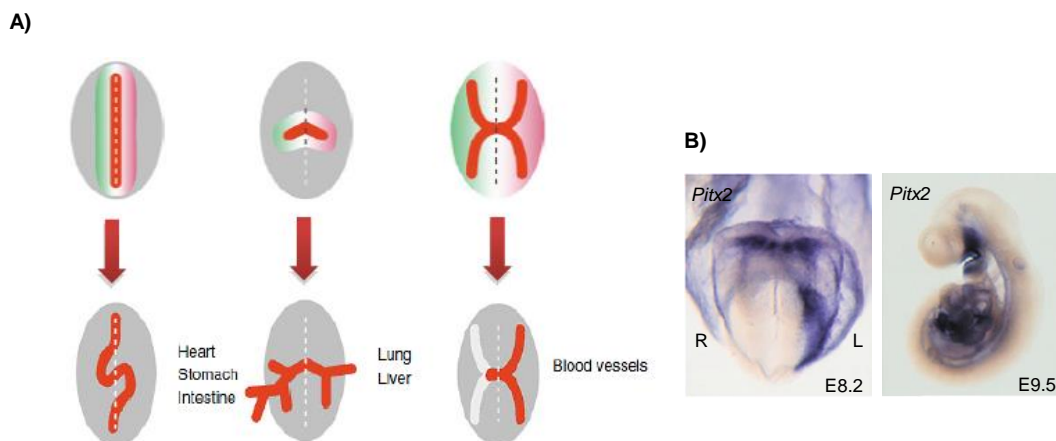 A)
Heart
Stomach
Intestine
Lung
Liver
Blood vessels
B)
Pitx2
R
L
E8.2
Pitx2
E9.5